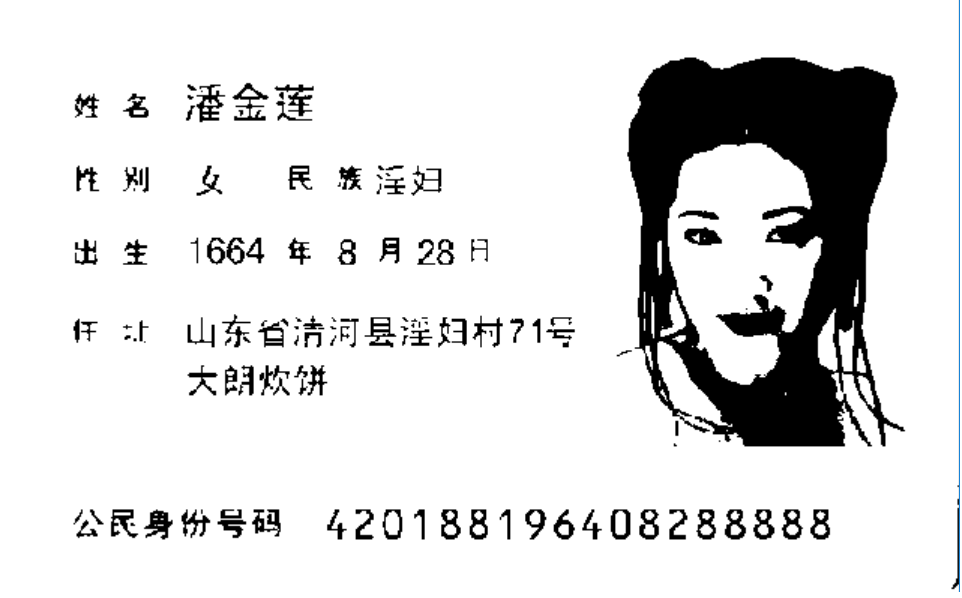 姓名 潘金莲
性别 女 民族 淫妇
出生 1664 年 8 月 28 日
住址 山东省清河县淫妇村71号
大朗炊饼
公民身份号码 420188196408288888